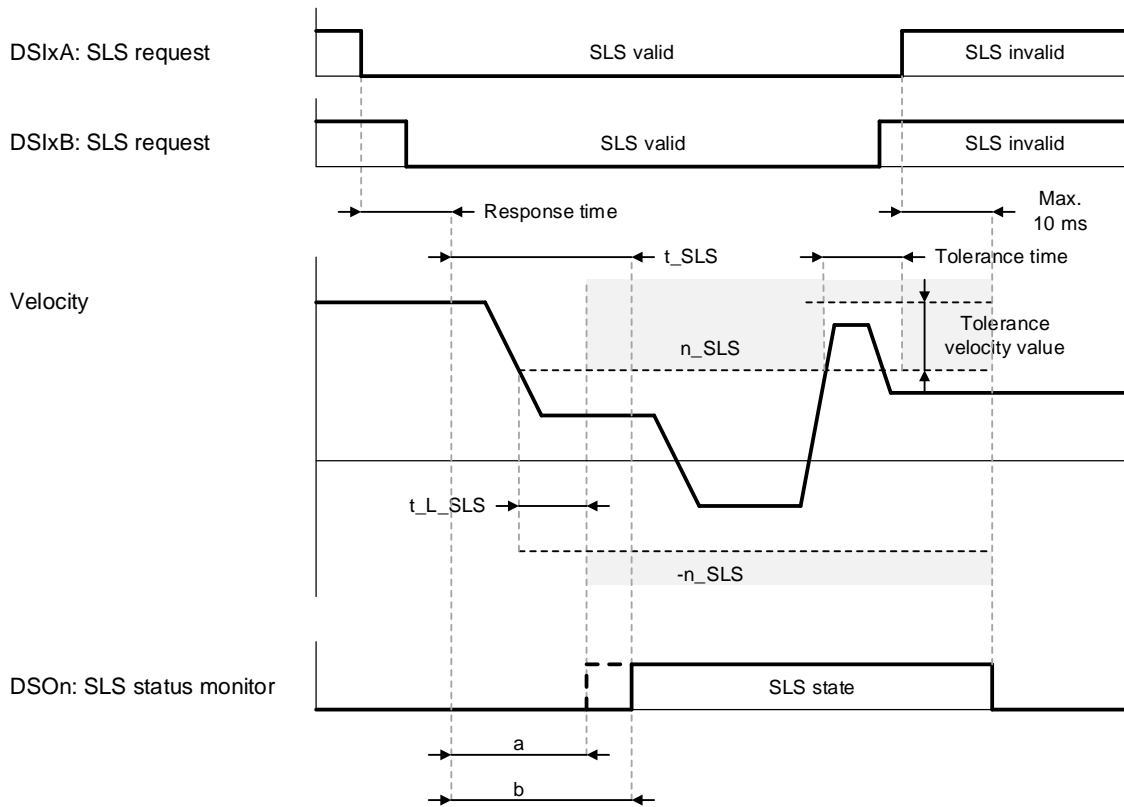 DSIxA: SLS request
SLS valid
SLS invalid
DSIxB: SLS request
SLS valid
SLS invalid
Response time
Max.
10 ms
t_SLS
Tolerance time
Velocity
n_SLS
Tolerance
velocity value
t_L_SLS
-n_SLS
DSOn: SLS status monitor
SLS state
a
b